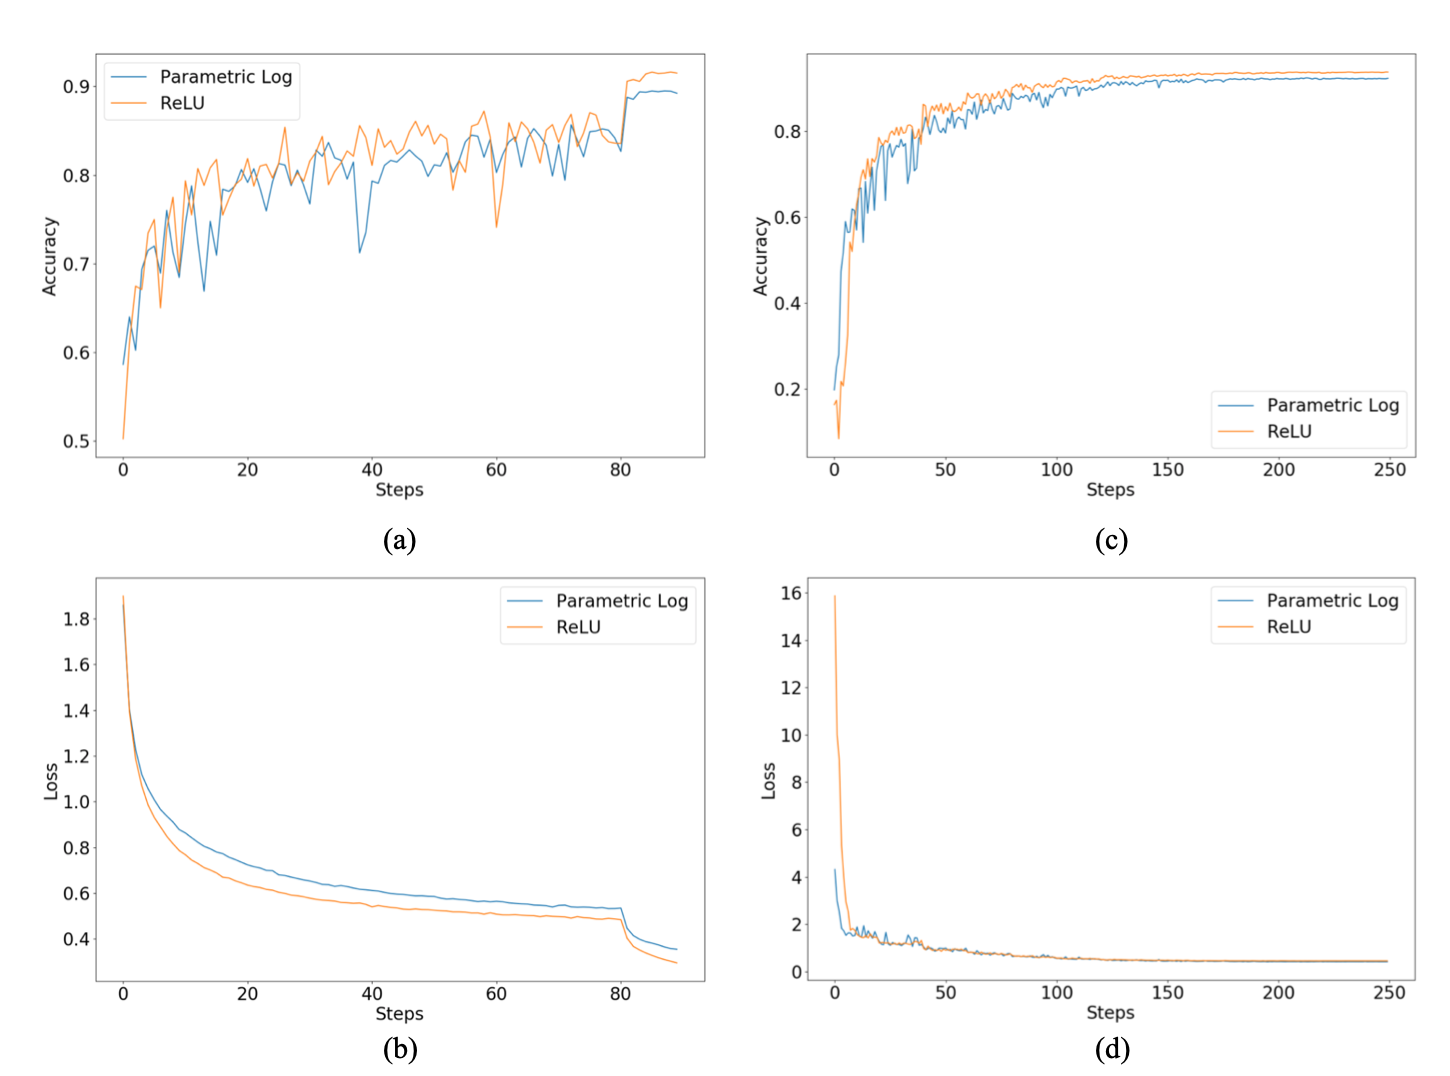 Parametric Log
ReLU
0.9
0.8
0.7
0.6
0.5
Accuracy
0 20 40 60 80
Steps
(a)
Parametric Log
ReLU
0.8
0.6
0.4
0.2
Accuracy
0 50 100 150 200 250
Steps
(c)
Parametric Log
ReLU
1.8
1.6
1.4
1.2
1.0
0.8
0.6
0.4
Loss
0 20 40 60 80
Steps
(b)
Parametric Log
ReLU
16
14
12
10
8
6
4
2
0
Loss
0 50 100 150 200 250
Steps
(d)